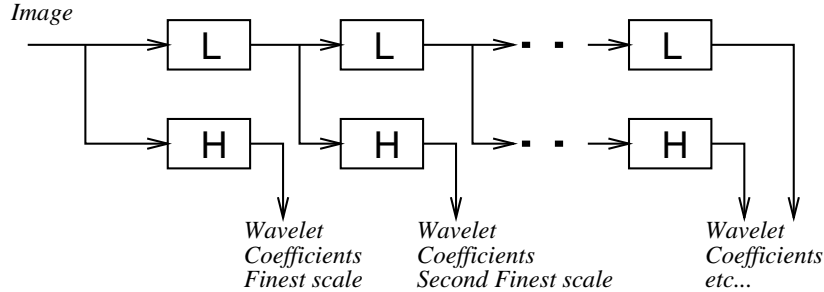 Image
L
L
L
H
H
H
Wavelet
Coefficients
Finest scale
Wavelet
Coefficients
Second Finest scale
Wavelet
Coefficients
etc...